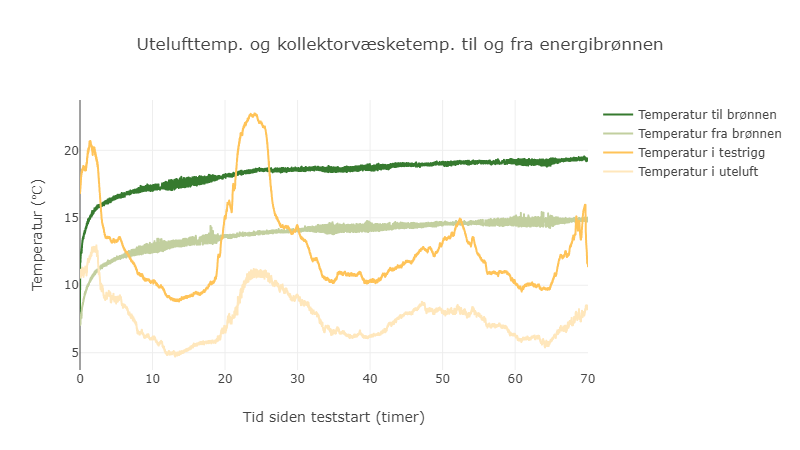 Utelufttemp. og kollektorvæsketemp. til og fra energibrønnen
Temperatur til brønnen
Temperatur fra brønnen
Temperatur i testrigg
Temperatur i uteluft
Temperatur (℃)
20
15
10
5
0 10 20 30 40 50 60 70
Tid siden teststart (timer)